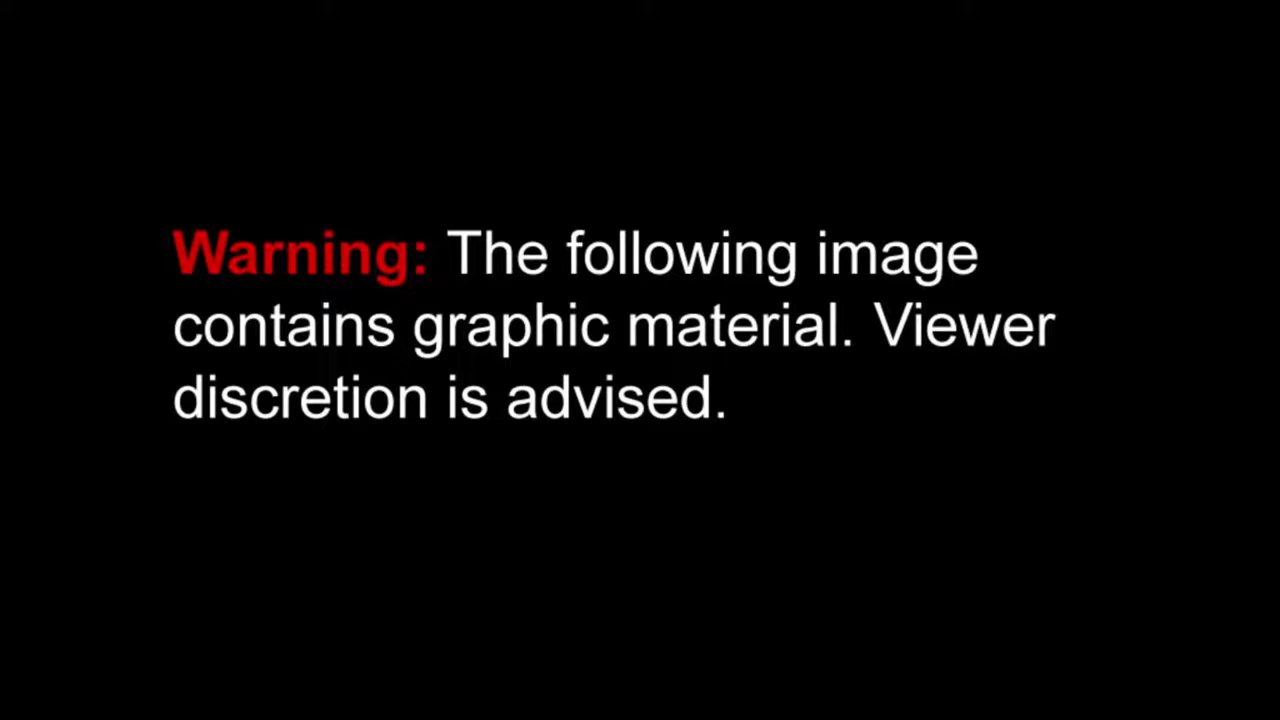 Warning: The following image
contains graphic material. Viewer
discretion is advised.